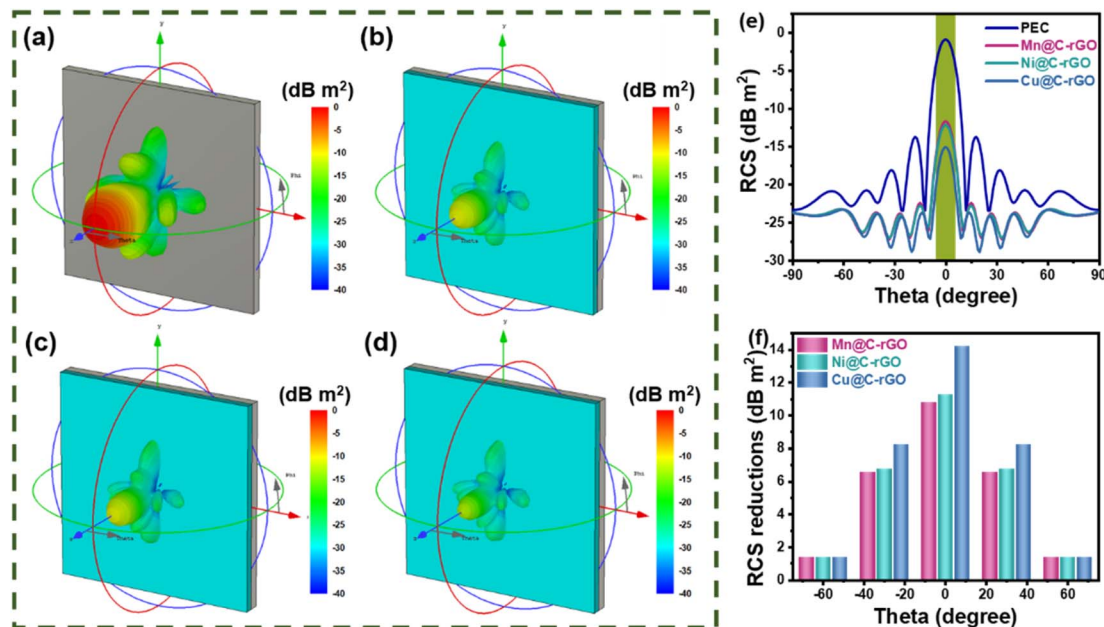 (a)
y
(dB m²)
0
-5
-10
-15
-20
-25
-30
-35
-40
Phi
Theta
z
(b)
y
(dB m²)
0
-5
-10
-15
-20
-25
-30
-35
-40
Phi
Theta
z
(c)
y
(dB m²)
0
-5
-10
-15
-20
-25
-30
-35
-40
Phi
Theta
z
(d)
y
(dB m²)
0
-5
-10
-15
-20
-25
-30
-35
-40
Phi
Theta
z
(e)
PEC
Mn@C-rGO
Ni@C-rGO
Cu@C-rGO
RCS (dB m²)
0
-5
-10
-15
-20
-25
-30
-90 -60 -30 0 30 60 90
Theta (degree)
(f)
Mn@C-rGO
Ni@C-rGO
Cu@C-rGO
RCS reductions (dB m²)
14
12
10
8
6
4
2
0
-60 -40 -20 0 20 40 60
Theta (degree)